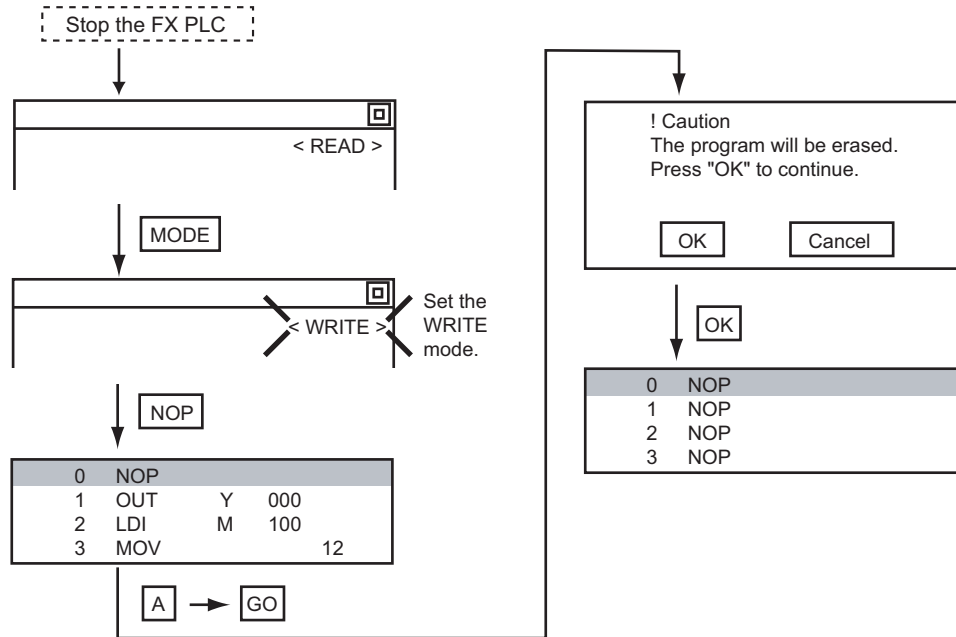 Stop the FX PLC
< READ >
MODE
< WRITE >
Set the
WRITE
mode.
NOP
0 NOP
1 OUT Y 000
2 LDI M 100
3 MOV 12
A GO
! Caution
The program will be erased.
Press "OK" to continue.
OK Cancel
OK
0 NOP
1 NOP
2 NOP
3 NOP